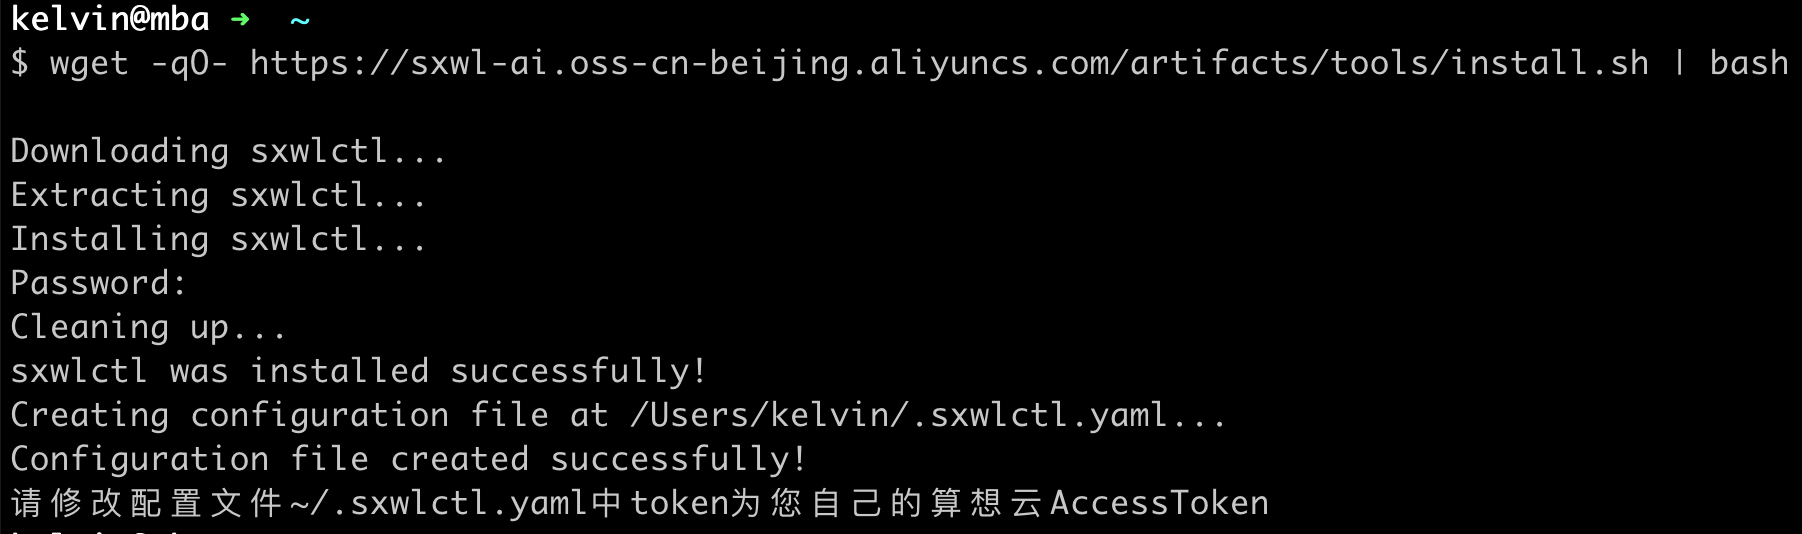 kelvin@mba ➜ ~
$ wget -qO- https://sxwl-ai.oss-cn-beijing.aliyuncs.com/artifacts/tools/install.sh | bash
Downloading sxwlctl...
Extracting sxwlctl...
Installing sxwlctl...
Password:
Cleaning up...
sxwlctl was installed successfully!
Creating configuration file at /Users/kelvin/.sxwlctl.yaml...
Configuration file created successfully!
请修改配置文件~/.sxwlctl.yaml中token为您自己的算想云AccessToken